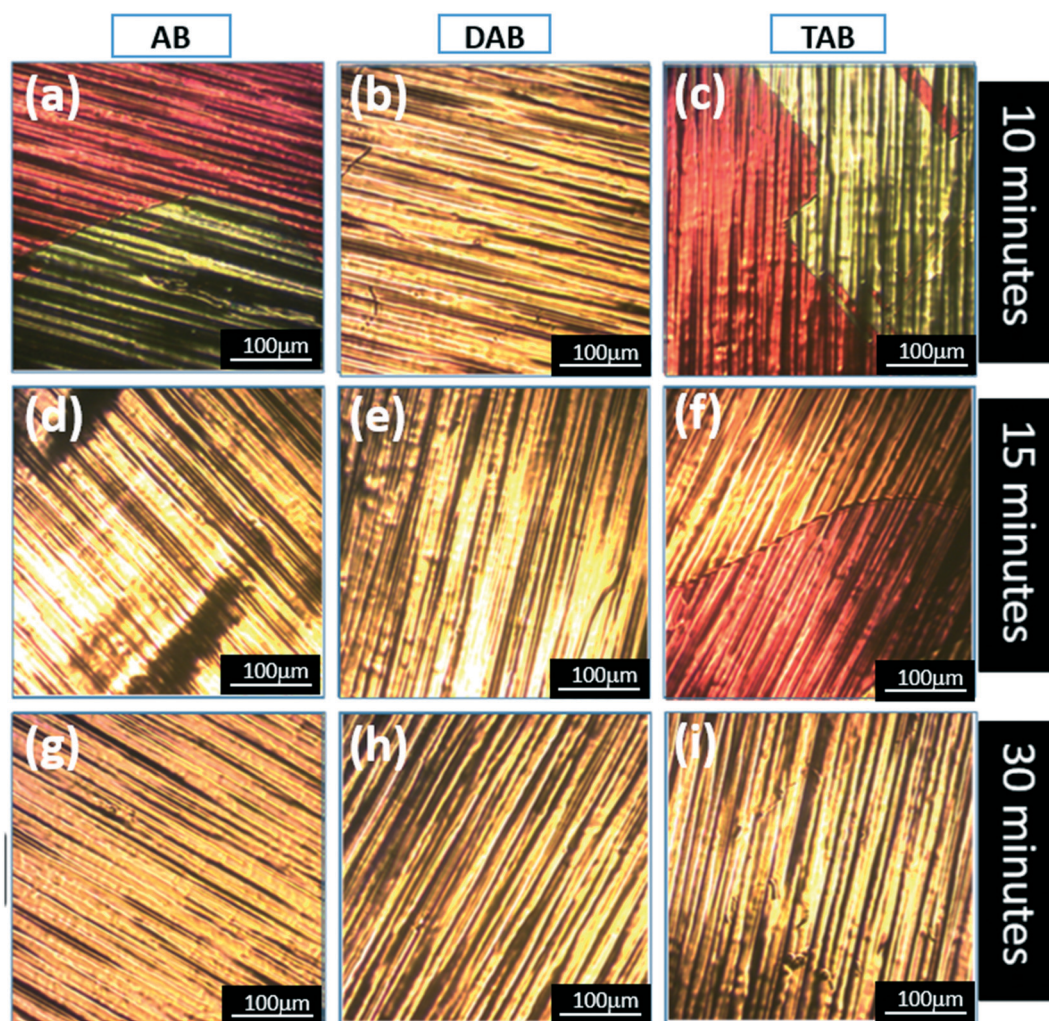 AB
DAB
TAB
(a)
(b)
(c)
10 minutes
100μm
100μm
100μm
(d)
(e)
(f)
15 minutes
100μm
100μm
100μm
(g)
(h)
(i)
30 minutes
100μm
100μm
100μm